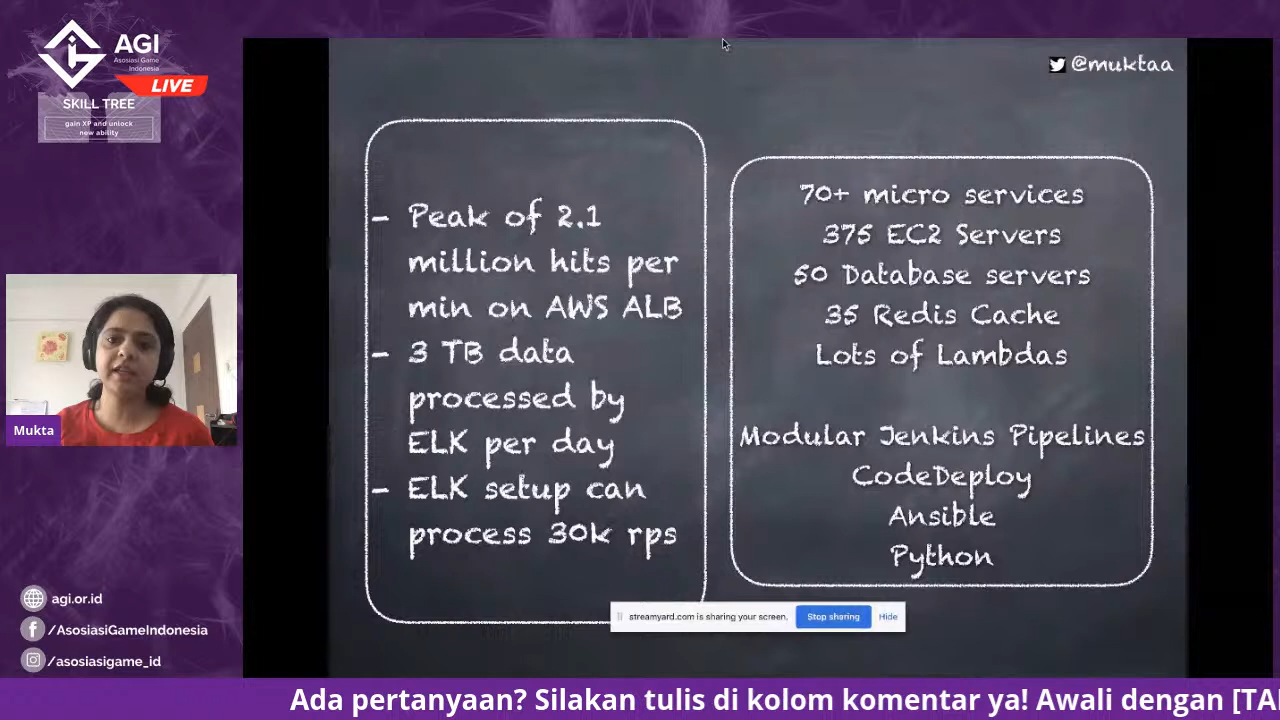 AGI
Asosiasi Game
Indonesia
LIVE
SKILL TREE
gain XP and unlock
new ability
@muktaa
- Peak of 2.1
million hits per
min on AWS ALB
- 3 TB data
processed by
ELK per day
- ELK setup can
process 30k rps
70+ micro services
375 EC2 Servers
50 Database servers
35 Redis Cache
Lots of Lambdas
Modular Jenkins Pipelines
CodeDeploy
Ansible
Python
Mukta
streamyard.com is sharing your screen.
Stop sharing
Hide
agi.or.id
/AsosiasiGameIndonesia
/asosiasigame_id
Ada pertanyaan? Silakan tulis di kolom komentar ya! Awali dengan [TA